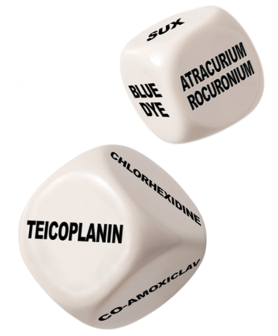 SUX
BLUE
DYE
ATRACURIUM
ROCURONIUM
CHLORHEXIDINE
TEICOPLANIN
CO-AMOXICLAV